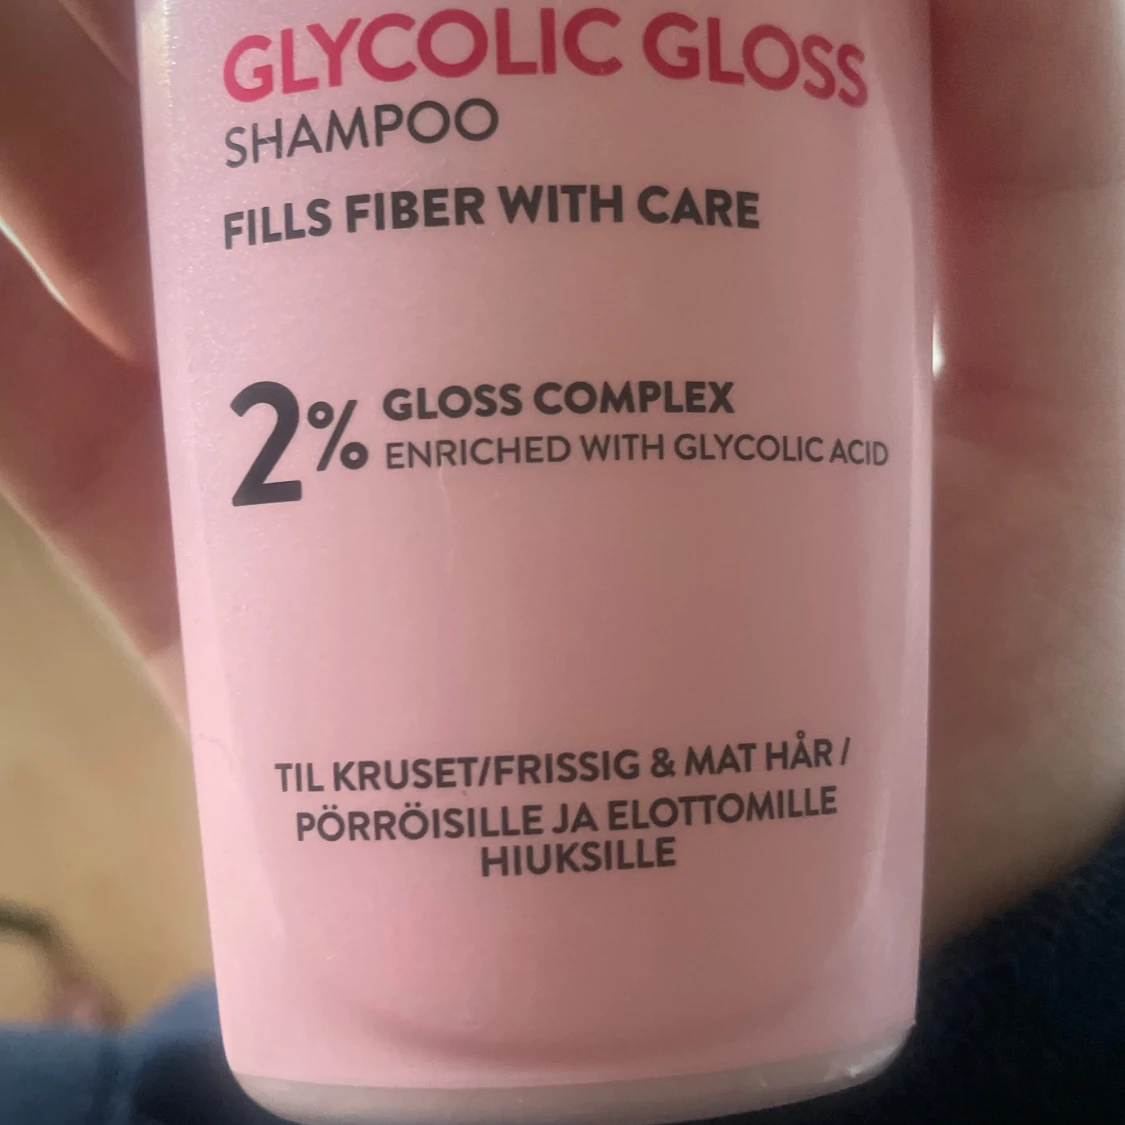 GLYCOLIC GLOSS
SHAMPOO
FILLS FIBER WITH CARE
2% GLOSS COMPLEX
ENRICHED WITH GLYCOLIC ACID
TIL KRUSET/FRISSIG & MAT HÅR /
PÖRRÖISILLE JA ELOTTOMILLE
HIUKSILLE